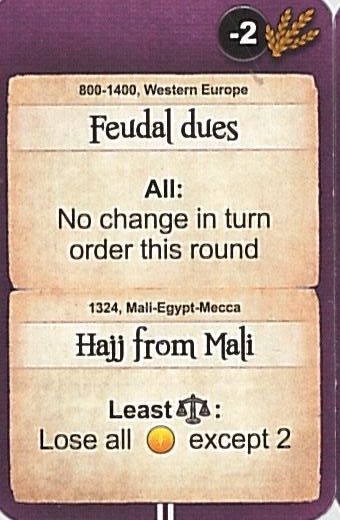 -2
800-1400, Western Europe
Feudal dues
All:
No change in turn
order this round
1324, Mali-Egypt-Mecca
Hajj from Mali
Least :
Lose all except 2